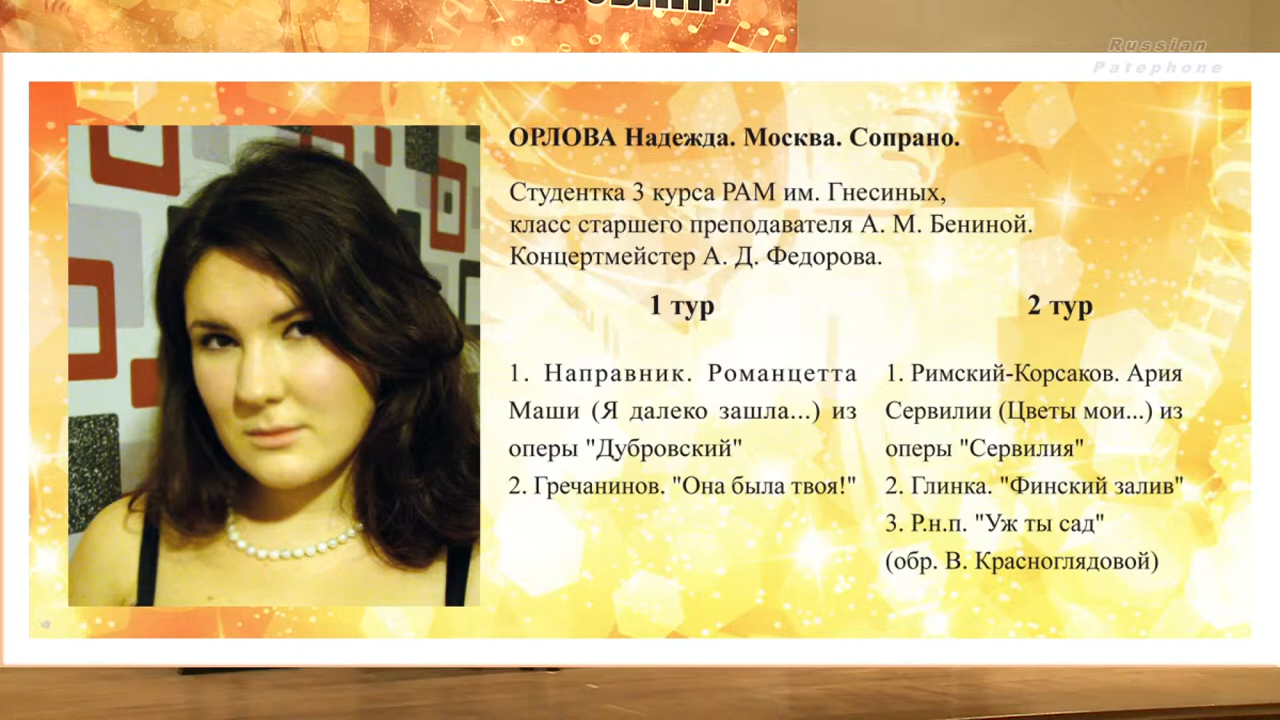 Russian
Patephone
ОРЛОВА Надежда. Москва. Сопрано.
Студентка 3 курса РАМ им. Гнесиных,
класс старшего преподавателя А. М. Бениной.
Концертмейстер А. Д. Федорова.
1 тур
1. Направник. Романцетта
Маши (Я далеко зашла...) из
оперы "Дубровский"
2. Гречанинов. "Она была твоя!"
2 тур
1. Римский-Корсаков. Ария
Сервилии (Цветы мои...) из
оперы "Сервилия"
2. Глинка. "Финский залив"
3. Р.н.п. "Уж ты сад"
(обр. В. Красноглядовой)